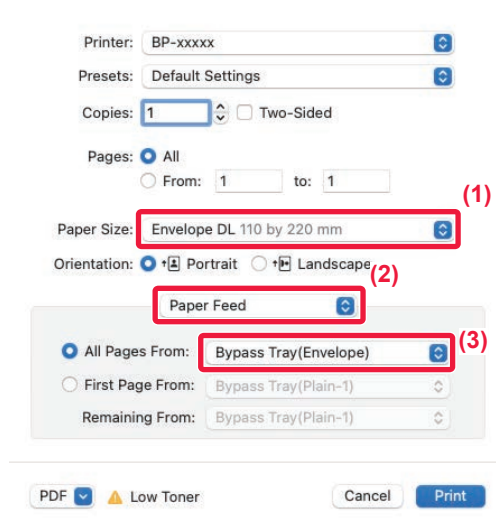 Printer: BP-xxxxx
Presets: Default Settings
Copies: 1 Two-Sided
Pages: All
From: 1 to: 1
(1)
Paper Size: Envelope DL 110 by 220 mm
Orientation: Portrait Landscape
(2)
Paper Feed
(3)
All Pages From: Bypass Tray(Envelope)
First Page From: Bypass Tray(Plain-1)
Remaining From: Bypass Tray(Plain-1)
PDF Low Toner Cancel Print